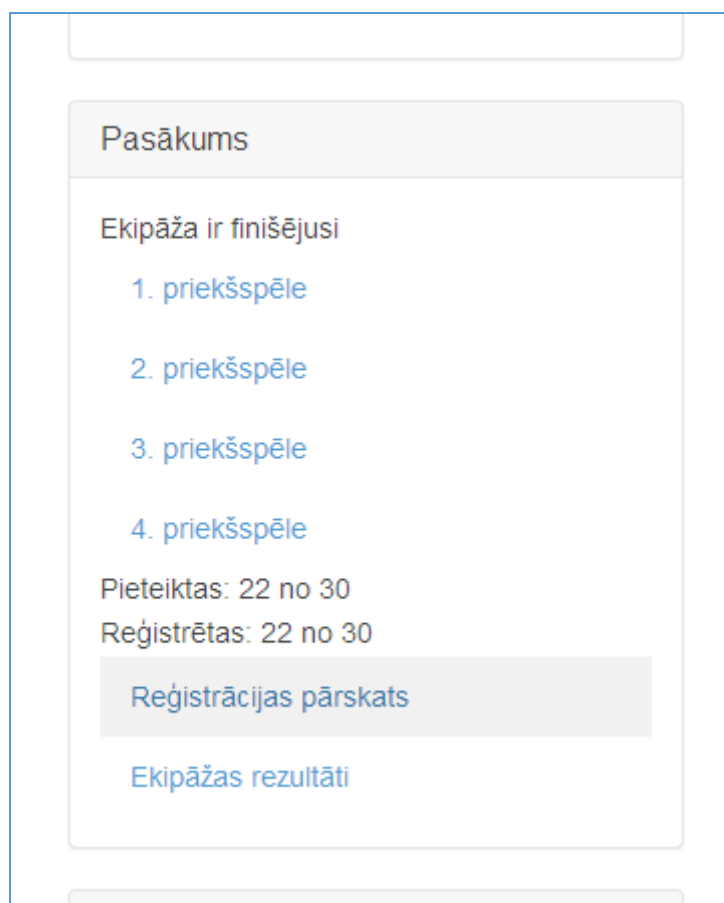 Pasākums
Ekipāža ir finišējusi
1. priekšspēle
2. priekšspēle
3. priekšspēle
4. priekšspēle
Pieteiktas: 22 no 30
Reģistrētas: 22 no 30
Reģistrācijas pārskats
Ekipāžas rezultāti